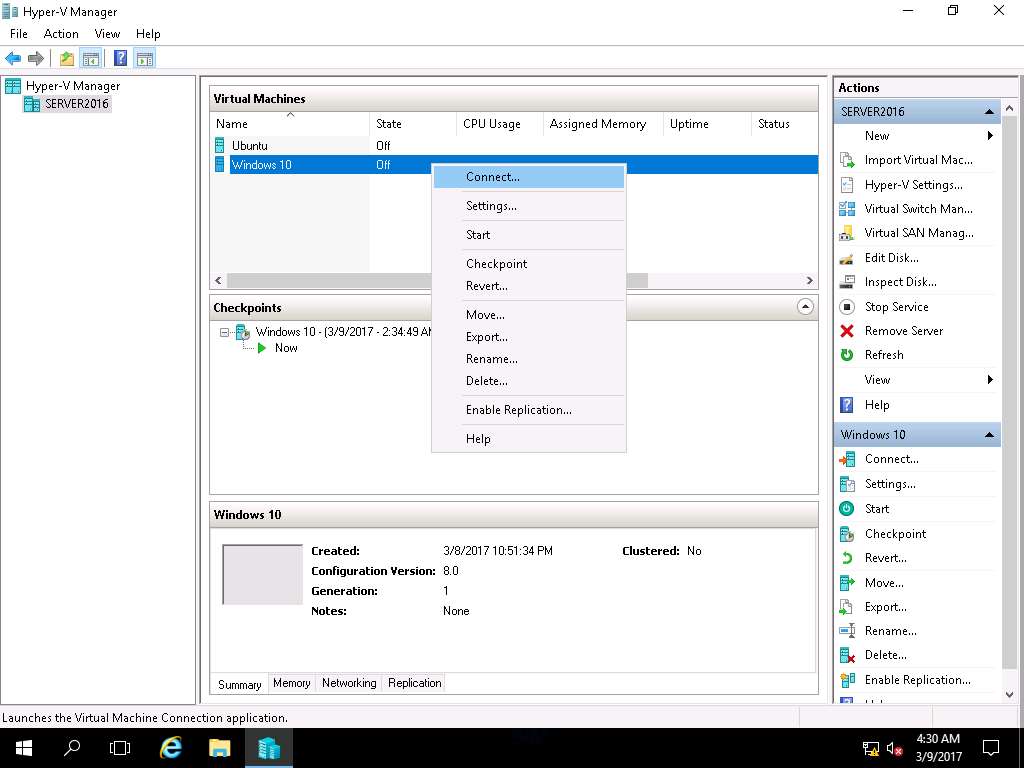 Hyper-V Manager
File Action View Help
Hyper-V Manager
SERVER2016
Virtual Machines
Name State CPU Usage Assigned Memory Uptime Status
Ubuntu Off
Windows 10 Off
Connect...
Settings...
Start
Checkpoint
Revert...
Move...
Export...
Rename...
Delete...
Enable Replication...
Help
Checkpoints
Windows 10 - (3/9/2017 - 2:34:49 AM
Now
Windows 10
Created: 3/8/2017 10:51:34 PM Clustered: No
Configuration Version: 8.0
Generation: 1
Notes: None
Summary Memory Networking Replication
Actions
SERVER2016
New
Import Virtual Mac...
Hyper-V Settings...
Virtual Switch Man...
Virtual SAN Manag...
Edit Disk...
Inspect Disk...
Stop Service
Remove Server
Refresh
View
Help
Windows 10
Connect...
Settings...
Start
Checkpoint
Revert...
Move...
Export...
Rename...
Delete...
Enable Replication...
Launches the Virtual Machine Connection application.
4:30 AM
3/9/2017